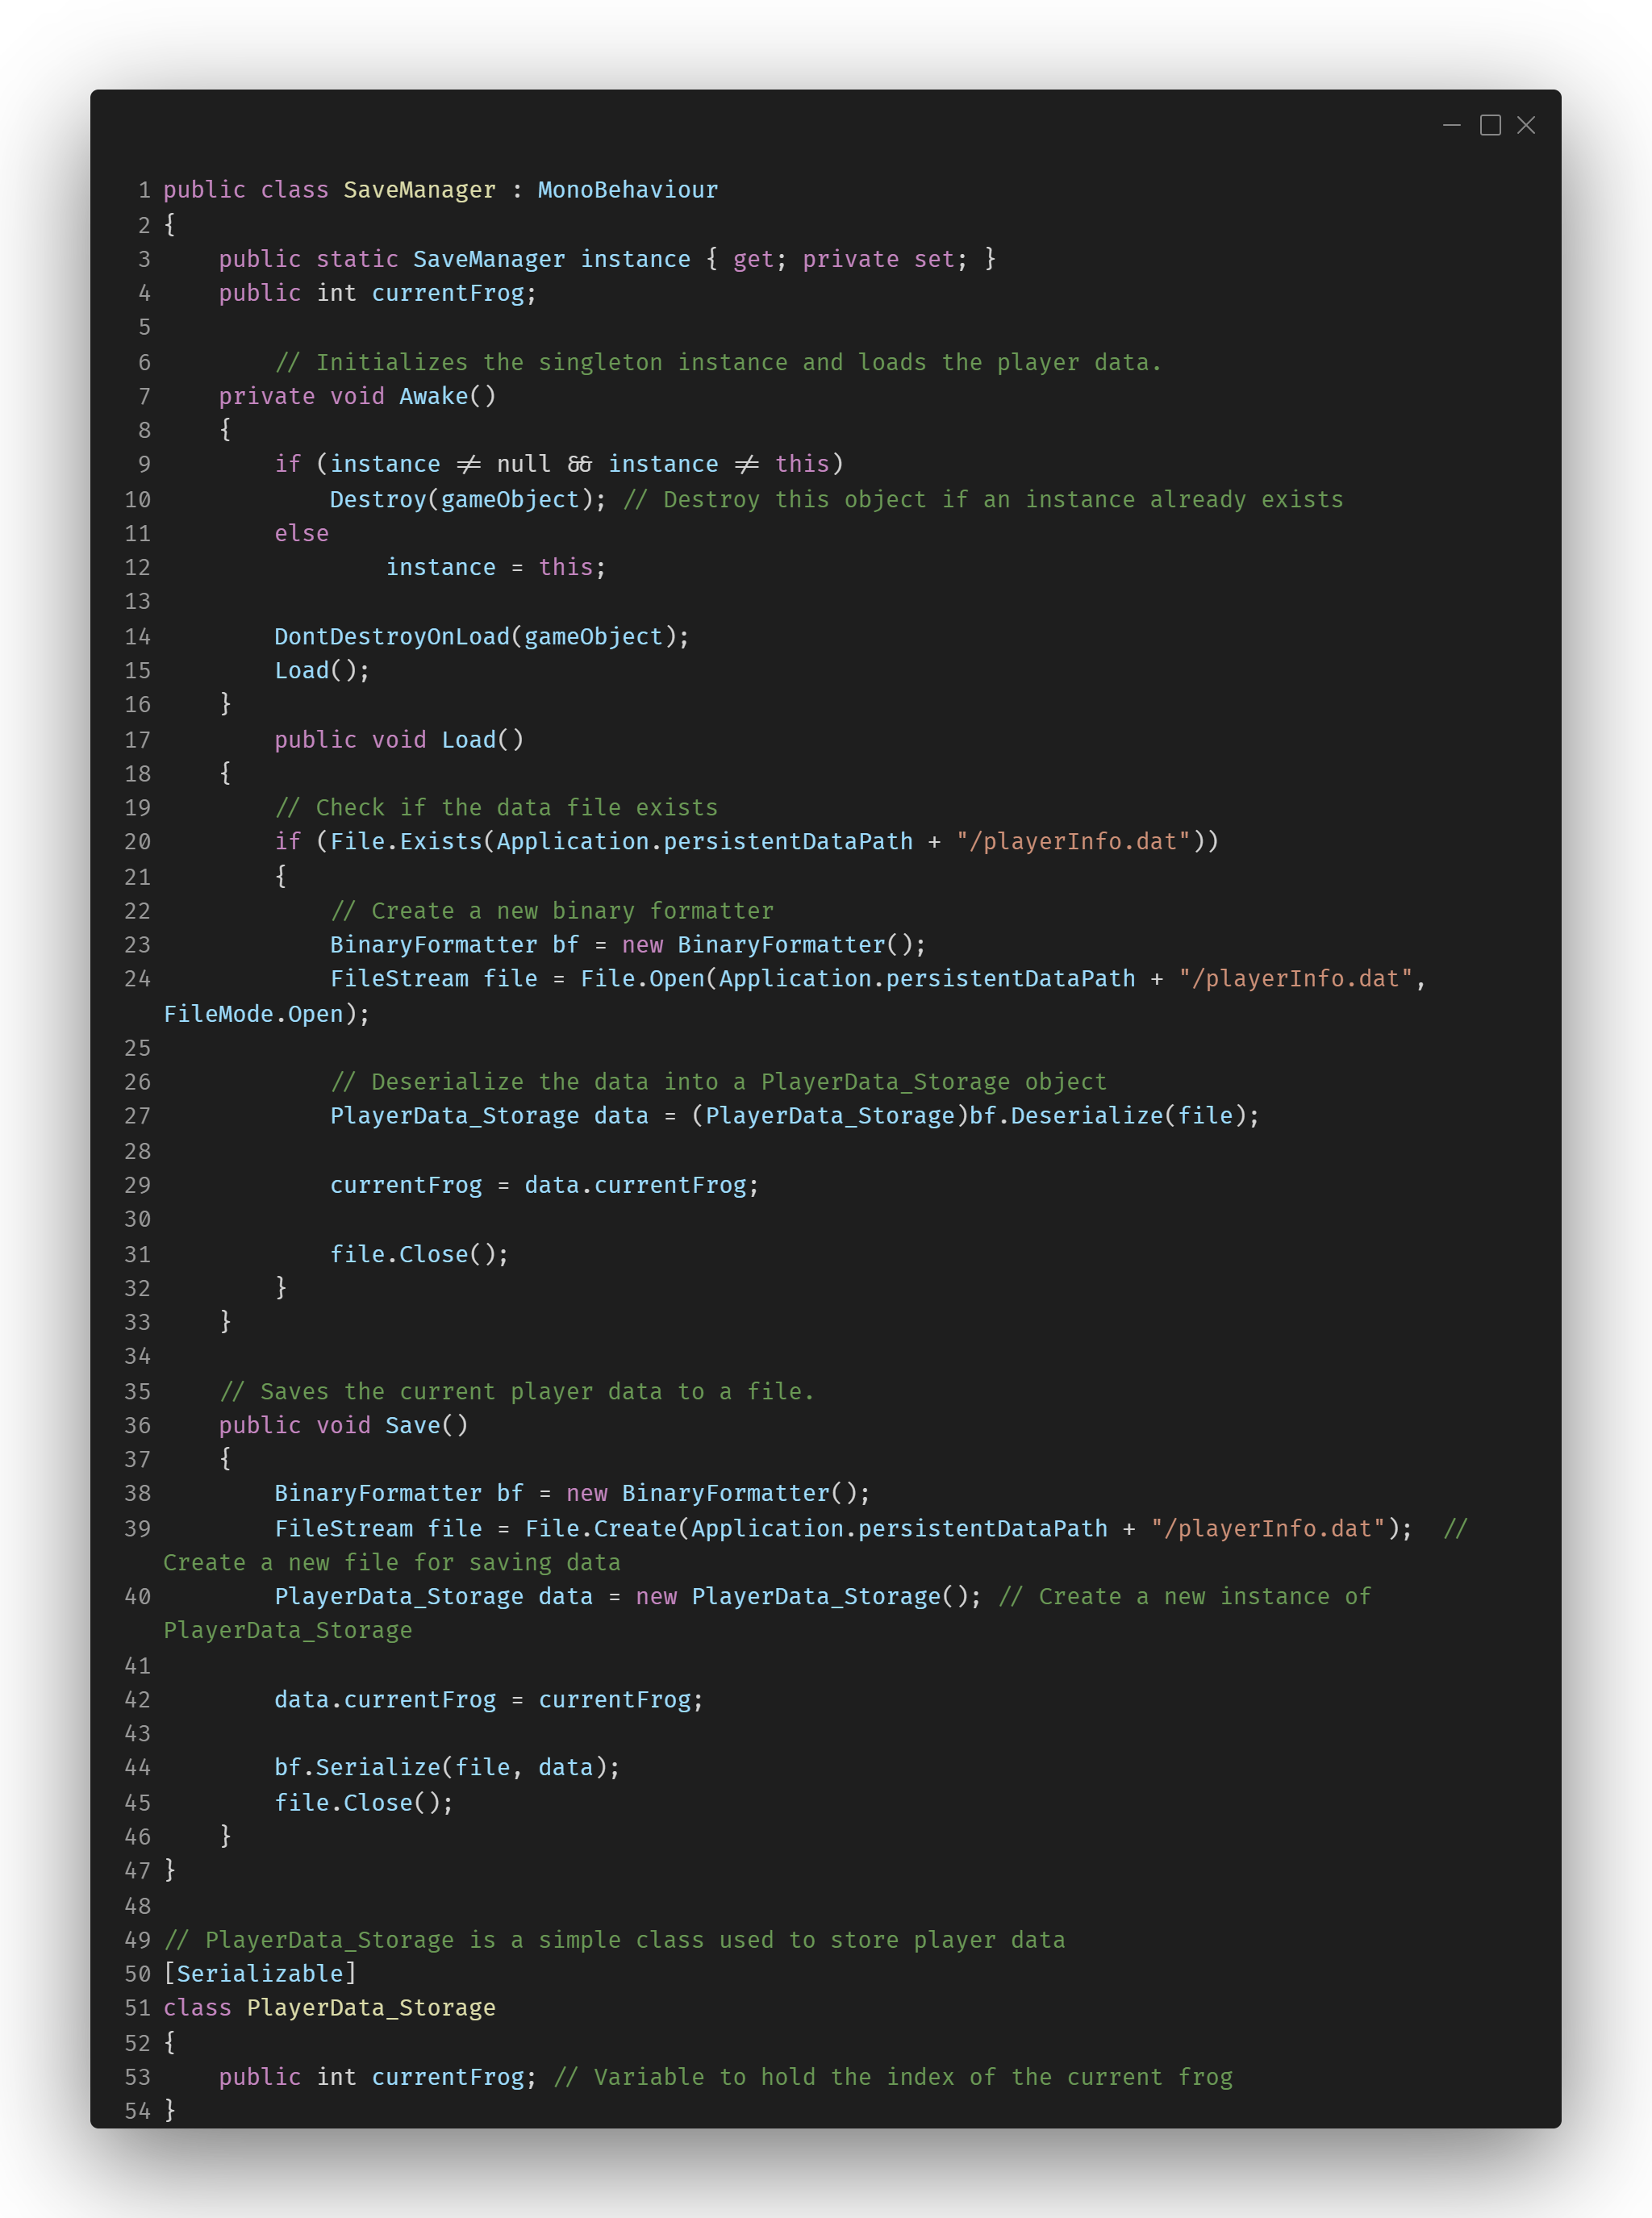 1 public class SaveManager : MonoBehaviour
2 {
3     public static SaveManager instance { get; private set; }
4     public int currentFrog;
5
6         // Initializes the singleton instance and loads the player data.
7     private void Awake()
8     {
9         if (instance != null && instance != this)
10             Destroy(gameObject); // Destroy this object if an instance already exists
11         else
12                 instance = this;
13
14         DontDestroyOnLoad(gameObject);
15         Load();
16     }
17         public void Load()
18     {
19         // Check if the data file exists
20         if (File.Exists(Application.persistentDataPath + "/playerInfo.dat"))
21         {
22             // Create a new binary formatter
23             BinaryFormatter bf = new BinaryFormatter();
24             FileStream file = File.Open(Application.persistentDataPath + "/playerInfo.dat",
FileMode.Open);
25
26             // Deserialize the data into a PlayerData_Storage object
27             PlayerData_Storage data = (PlayerData_Storage)bf.Deserialize(file);
28
29             currentFrog = data.currentFrog;
30
31             file.Close();
32         }
33     }
34
35     // Saves the current player data to a file.
36     public void Save()
37     {
38         BinaryFormatter bf = new BinaryFormatter();
39         FileStream file = File.Create(Application.persistentDataPath + "/playerInfo.dat");  //
Create a new file for saving data
40         PlayerData_Storage data = new PlayerData_Storage(); // Create a new instance of
PlayerData_Storage
41
42         data.currentFrog = currentFrog;
43
44         bf.Serialize(file, data);
45         file.Close();
46     }
47 }
48
49 // PlayerData_Storage is a simple class used to store player data
50 [Serializable]
51 class PlayerData_Storage
52 {
53     public int currentFrog; // Variable to hold the index of the current frog
54 }